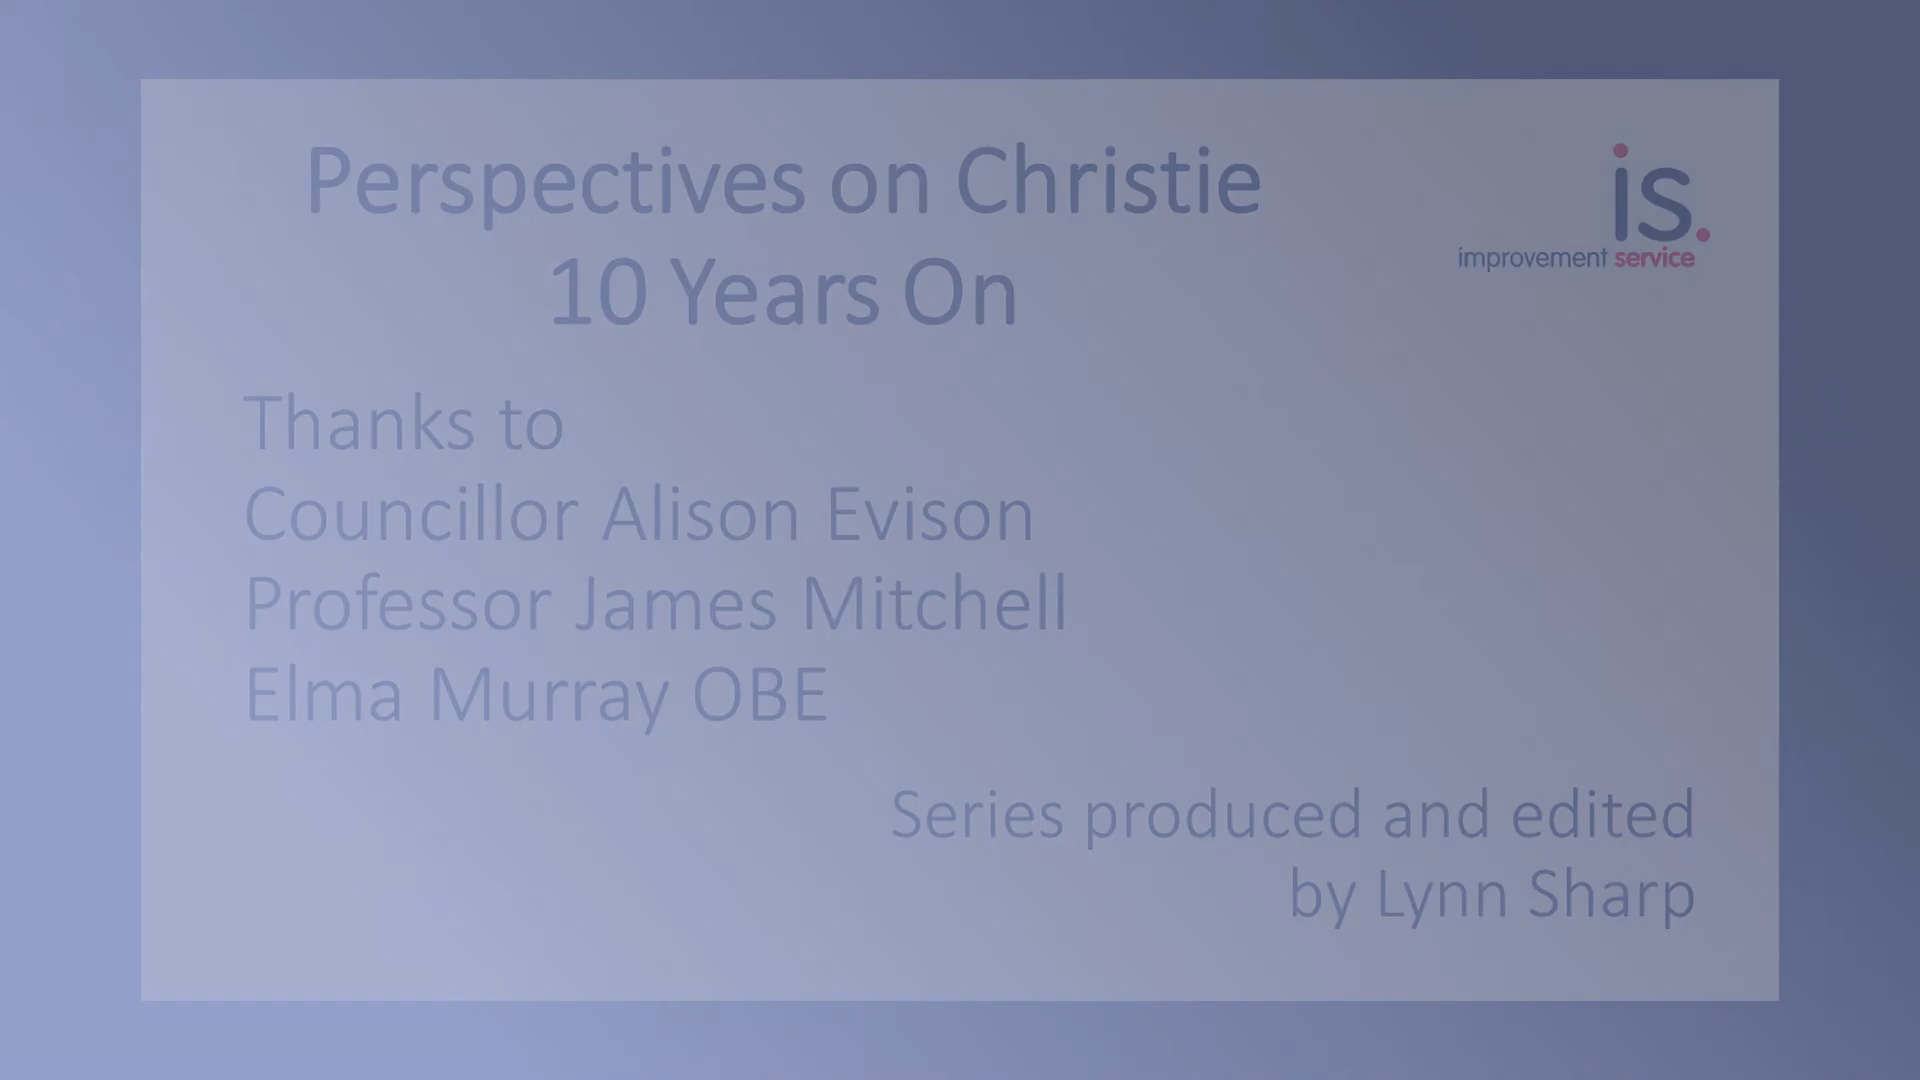 Perspectives on Christie
10 Years On
is.
improvement service
Thanks to
Councillor Alison Evison
Professor James Mitchell
Elma Murray OBE
Series produced and edited
by Lynn Sharp